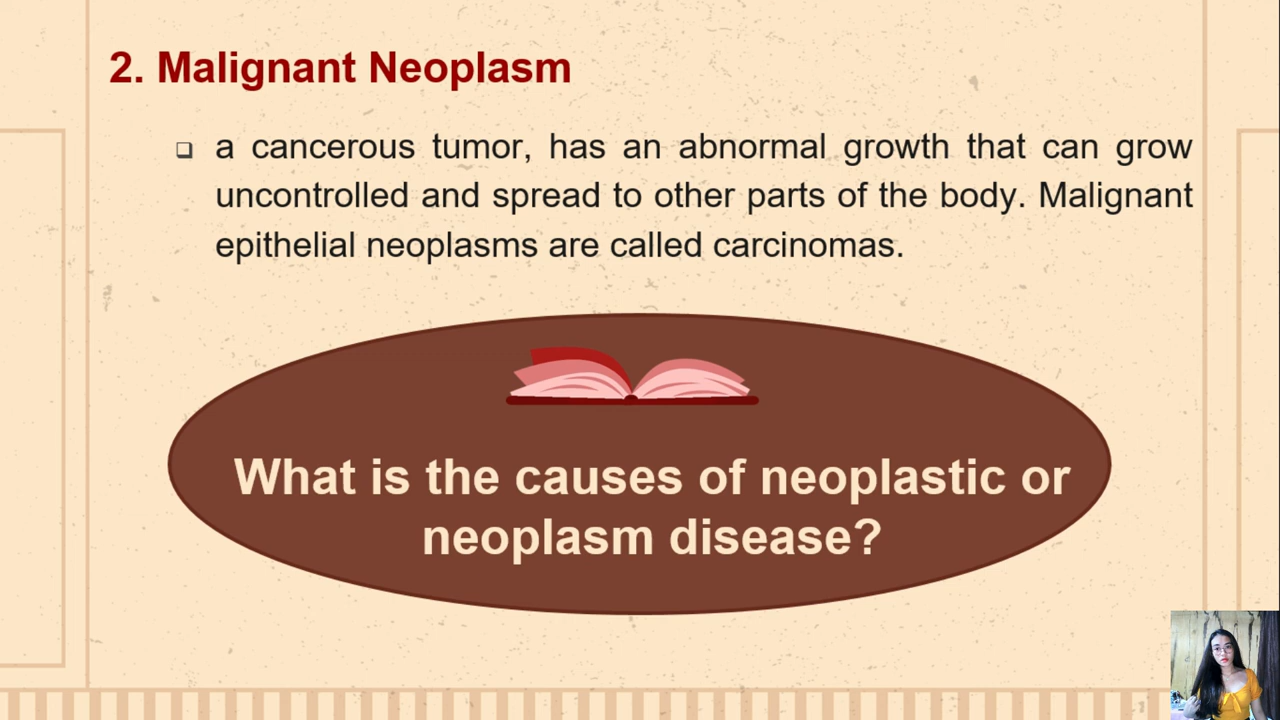 2. Malignant Neoplasm
a cancerous tumor, has an abnormal growth that can grow
uncontrolled and spread to other parts of the body. Malignant
epithelial neoplasms are called carcinomas.
What is the causes of neoplastic or
neoplasm disease?